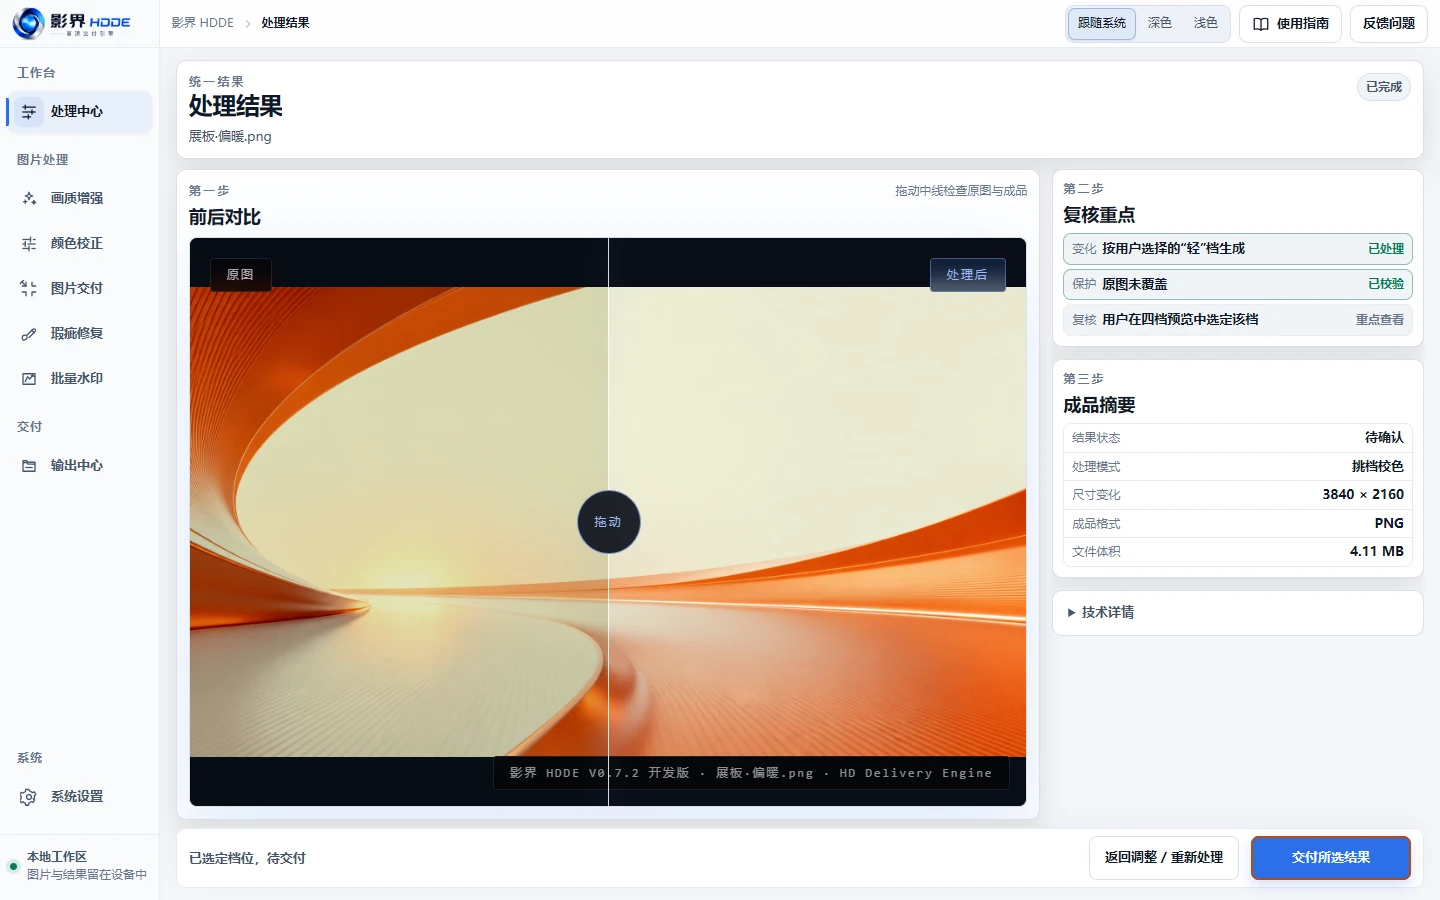 影界 HDDE
高清交付引擎
影界 HDDE > 处理结果
跟随系统 深色 浅色
使用指南
反馈问题
工作台
处理中心
图片处理
画质增强
颜色校正
图片交付
瑕疵修复
批量水印
交付
输出中心
系统
系统设置
本地工作区
图片与结果留在设备中
统一结果
处理结果
展板·偏暖.png
已完成
第一步
前后对比
拖动中线检查原图与成品
原图
处理后
拖动
影界 HDDE V0.7.2 开发版 · 展板·偏暖.png · HD Delivery Engine
第二步
复核重点
变化 按用户选择的“轻”档生成 已处理
保护 原图未覆盖 已校验
复核 用户在四档预览中选定该档 重点查看
第三步
成品摘要
结果状态 待确认
处理模式 挑档校色
尺寸变化 3840 × 2160
成品格式 PNG
文件体积 4.11 MB
▶ 技术详情
已选定档位，待交付
返回调整 / 重新处理
交付所选结果